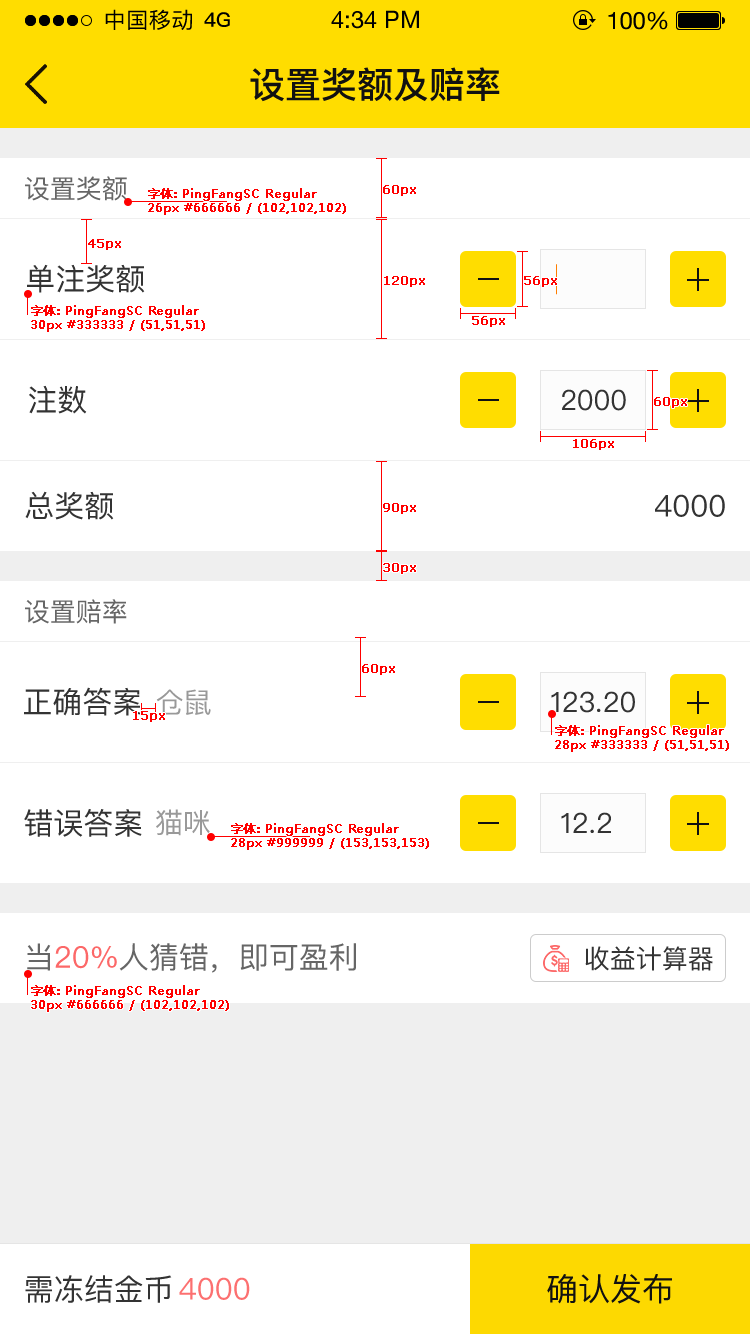 中国移动 4G 4:34 PM 100%
设置奖额及赔率
设置奖额
字体: PingFangSC Regular
26px #666666 / (102,102,102)
60px
45px
单注奖额
字体: PingFangSC Regular
30px #333333 / (51,51,51)
120px
56px
56px
注数
2000
60px
106px
总奖额
90px
4000
30px
设置赔率
60px
正确答案 仓鼠
15px
123.20
字体: PingFangSC Regular
28px #333333 / (51,51,51)
错误答案 猫咪
字体: PingFangSC Regular
28px #999999 / (153,153,153)
12.2
当20%人猜错，即可盈利
字体: PingFangSC Regular
30px #666666 / (102,102,102)
收益计算器
需冻结金币 4000
确认发布